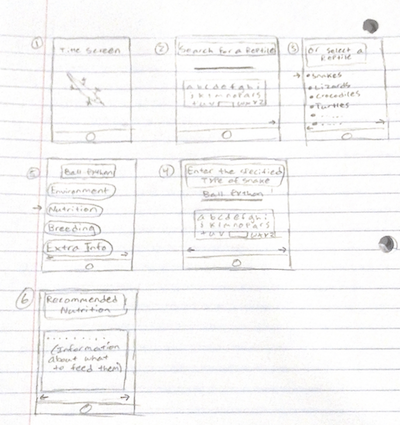 1
Title Screen
2
Search for a Reptile
a b c d e f g h i
j k l m n o p q r s
t u v w x y z
3
Or Select a
Reptile
→ •Snakes
•Lizards
•Crocodiles
•Turtles
• .....
• .....
5
Ball Python
Environment
→ Nutrition
Breeding
Extra Info
4
Enter the specified
Type of snake
Ball Python
a b c d e f g h i
j k l m n o p q r s
t u v w x y z
6
Recommended
Nutrition
.........
(Information
about what
to feed them)